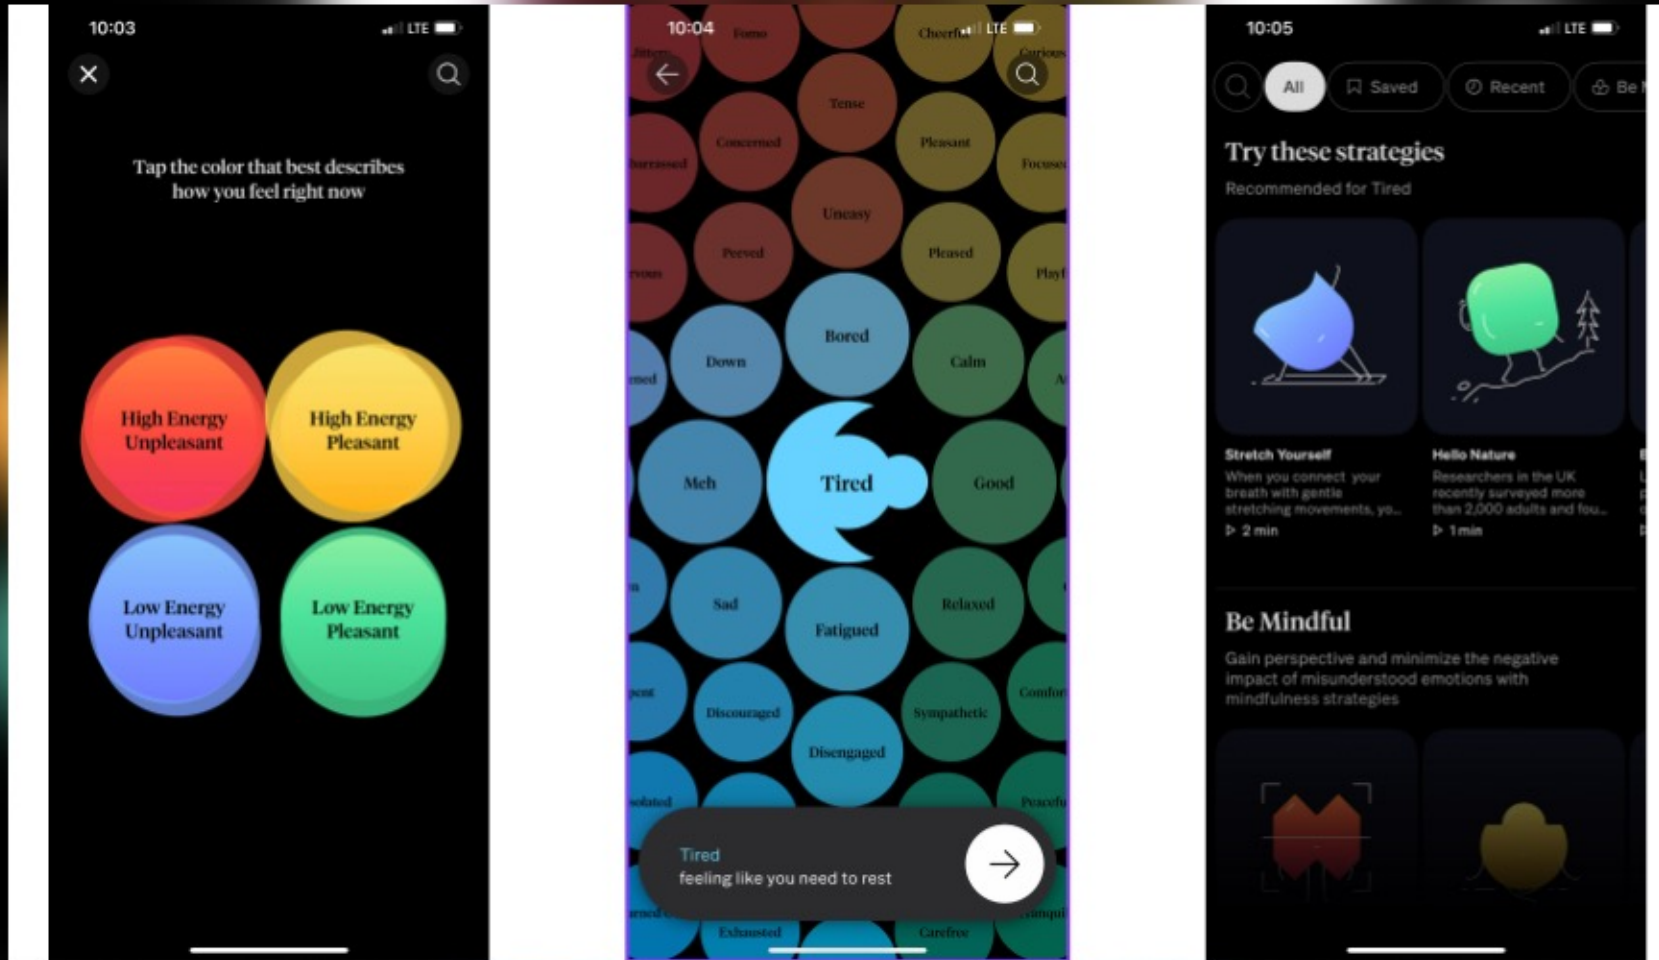 10:03
LTE
Tap the color that best describes
how you feel right now
High Energy
Unpleasant
High Energy
Pleasant
Low Energy
Unpleasant
Low Energy
Pleasant
10:04
LTE
Fomo
Tense
Concerned
Pleasant
Uneasy
Peeved
Pleased
Bored
Down
Calm
Meh
Tired
Good
Sad
Fatigued
Relaxed
Discouraged
Sympathetic
Disengaged
Tired
feeling like you need to rest
Exhausted
Carefree
10:05
LTE
All
Saved
Recent
Be
Try these strategies
Recommended for Tired
Stretch Yourself
When you connect your
breath with gentle
stretching movements, yo...
2 min
Hello Nature
Researchers in the UK
recently surveyed more
than 2,000 adults and fou...
1 min
Be Mindful
Gain perspective and minimize the negative
impact of misunderstood emotions with
mindfulness strategies